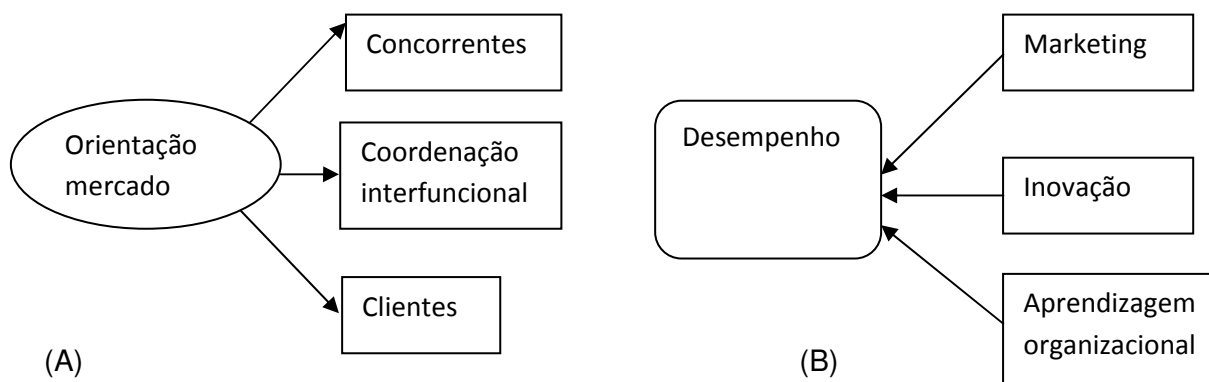 Orientação
mercado
Concorrentes
Coordenação
interfuncional
Clientes
(A)
Desempenho
Marketing
Inovação
Aprendizagem
organizacional
(B)